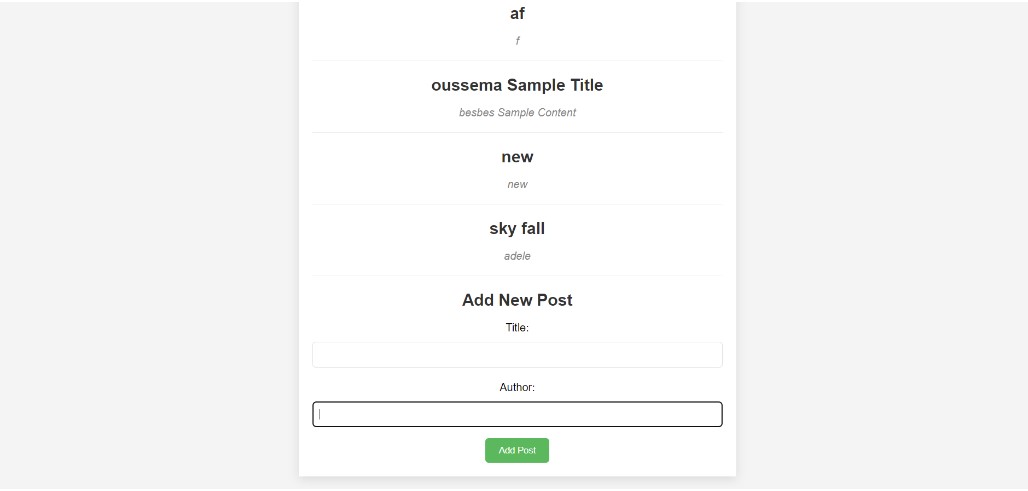 af
f
oussema Sample Title
besbes Sample Content
new
new
sky fall
adele
Add New Post
Title:
Author:
Add Post